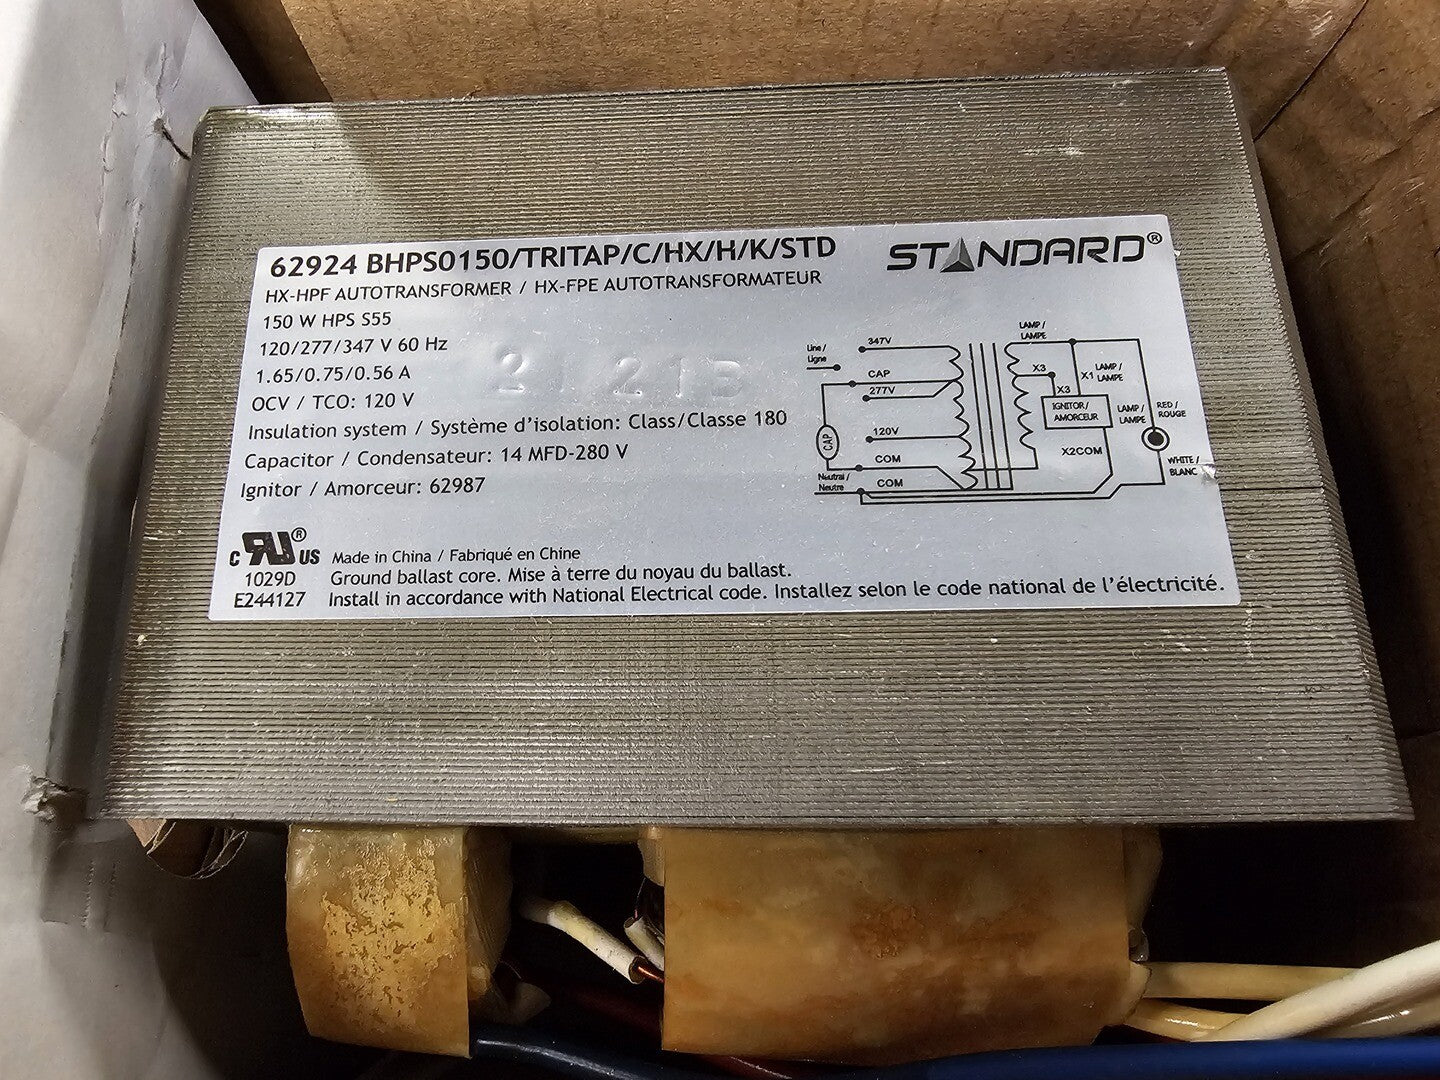 62924 BHPS0150/TRITAP/C/HX/H/K/STD
STANDARD®
HX-HPF AUTOTRANSFORMER / HX-FPE AUTOTRANSFORMATEUR
150 W HPS S55
120/277/347 V 60 Hz
1.65/0.75/0.56 A
OCV / TCO: 120 V
Insulation system / Système d'isolation: Class/Classe 180
Capacitor / Condensateur: 14 MFD-280 V
Ignitor / Amorceur: 62987
21 21B
Line /
Ligne
347V
CAP
277V
120V
COM
COM
CAP
Neutral /
Neutre
LAMP /
LAMPE
X3
X3
X1
LAMP /
LAMPE
IGNITOR /
AMORCEUR
LAMP /
LAMPE
X2COM
RED /
ROUGE
WHITE /
BLANC
c RU® US
1029D
E244127
Made in China / Fabriqué en Chine
Ground ballast core. Mise à terre du noyau du ballast.
Install in accordance with National Electrical code. Installez selon le code national de l'électricité.